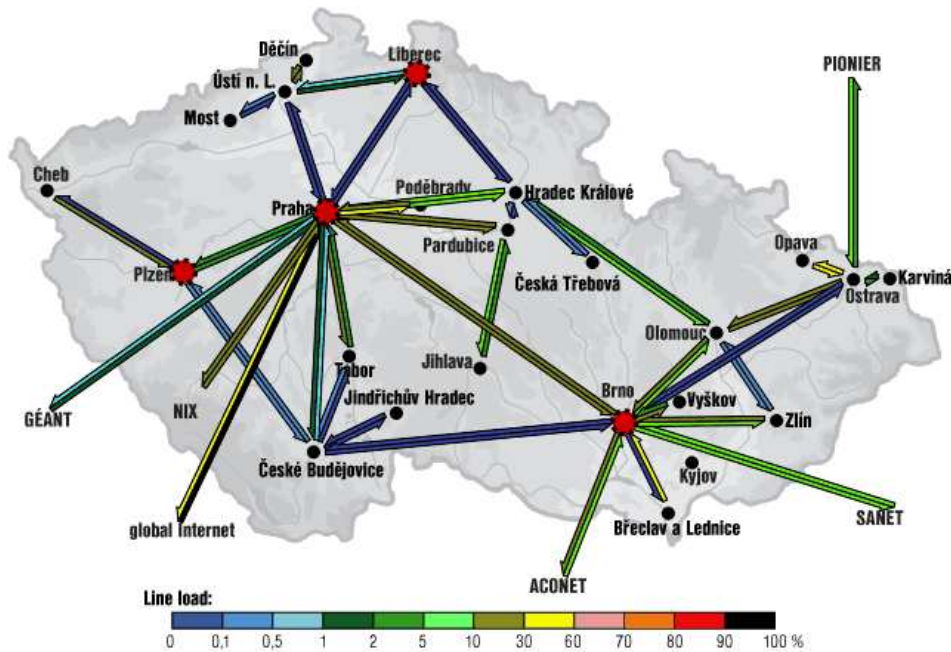 Děčín
Liberec
Ústí n. L.
PIONIER
Most
Cheb
Poděbrady
Hradec Králové
Praha
Pardubice
Opava
Plzeň
Česká Třebová
Karviná
Ostrava
Olomouc
Tábor
Jihlava
Jindřichův Hradec
Brno
Vyškov
GÉANT
NIX
Zlín
České Budějovice
Kyjov
global Internet
Břeclav a Lednice
SANET
ACONET
Line load:
0 0,1 0,5 1 2 5 10 30 60 70 80 90 100 %